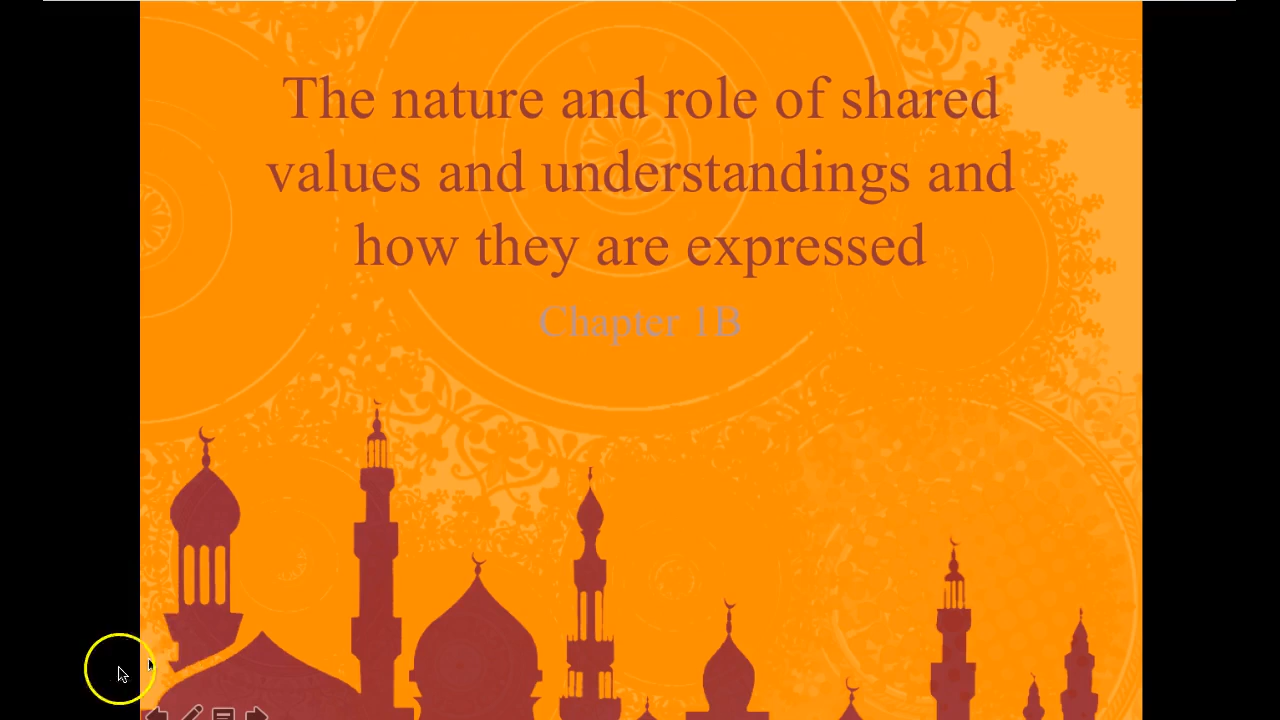 The nature and role of shared
values and understandings and
how they are expressed
Chapter 1B